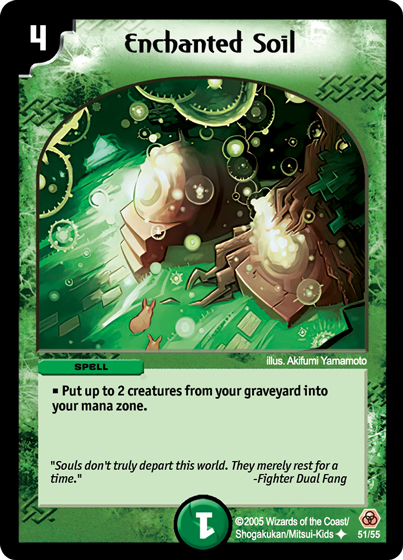 4
Enchanted Soil
illus. Akifumi Yamamoto
SPELL
▪ Put up to 2 creatures from your graveyard into
your mana zone.
"Souls don't truly depart this world. They merely rest for a
time." -Fighter Dual Fang
1
©2005 Wizards of the Coast/
Shogakukan/Mitsui-Kids ✦ 51/55